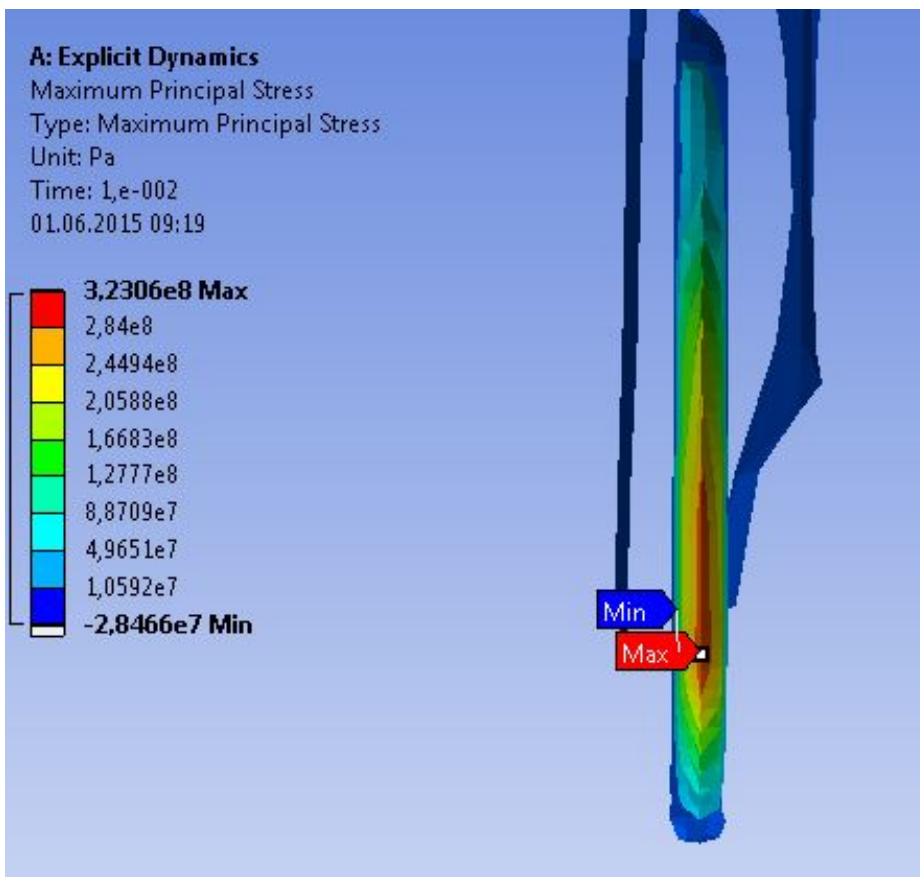 A: Explicit Dynamics
Maximum Principal Stress
Type: Maximum Principal Stress
Unit: Pa
Time: 1,e-002
01.06.2015 09:19
3,2306e8 Max
2,84e8
2,4494e8
2,0588e8
1,6683e8
1,2777e8
8,8709e7
4,9651e7
1,0592e7
-2,8466e7 Min
Min
Max